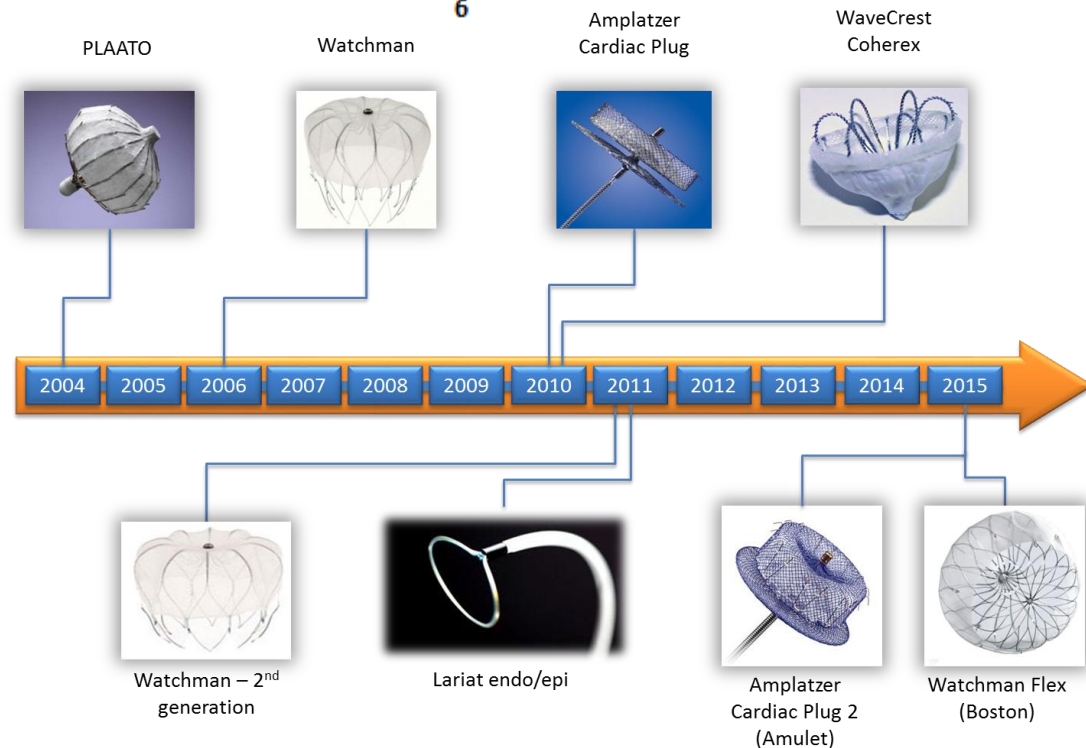 6
PLAATO
Watchman
Amplatzer
Cardiac Plug
WaveCrest
Coherex
2004 2005 2006 2007 2008 2009 2010 2011 2012 2013 2014 2015
Watchman – 2nd
generation
Lariat endo/epi
Amplatzer
Cardiac Plug 2
(Amulet)
Watchman Flex
(Boston)